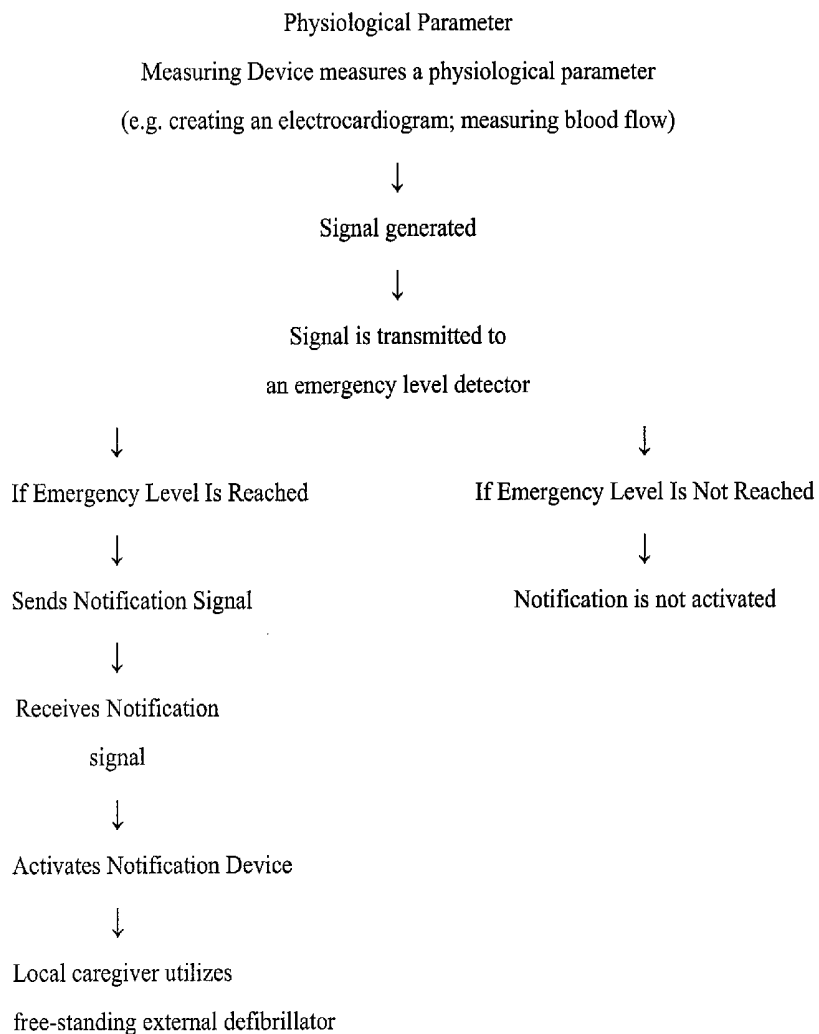 Physiological Parameter
Measuring Device measures a physiological parameter
(e.g. creating an electrocardiogram; measuring blood flow)
↓
Signal generated
↓
Signal is transmitted to
an emergency level detector
↓ ↓
If Emergency Level Is Reached If Emergency Level Is Not Reached
↓ ↓
Sends Notification Signal Notification is not activated
↓
Receives Notification
signal
↓
Activates Notification Device
↓
Local caregiver utilizes
free-standing external defibrillator